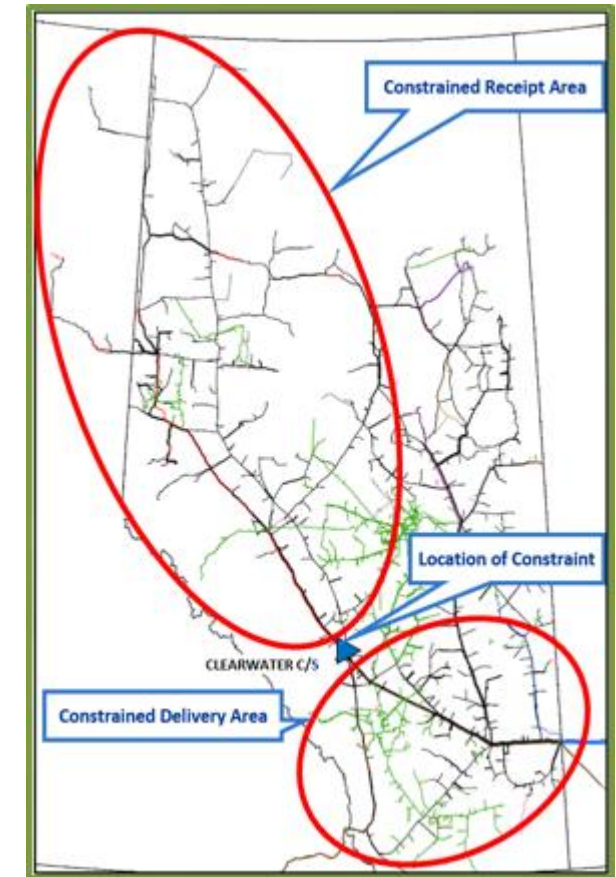 Constrained Receipt Area
Location of Constraint
CLEARWATER C/S
Constrained Delivery Area